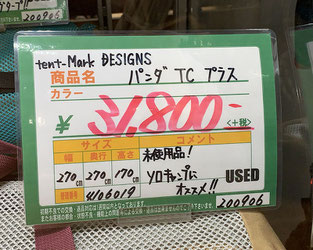 tent-Mark DESIGNS
商品名 パンダ TC プラス
カラー
¥ 31,800-
<+税>
サイズ コメント
幅 奥行 高さ
270cm 270cm 170cm
未使用品!
ソロキャンプに
オススメ!!
USED
4126019
200906
200906